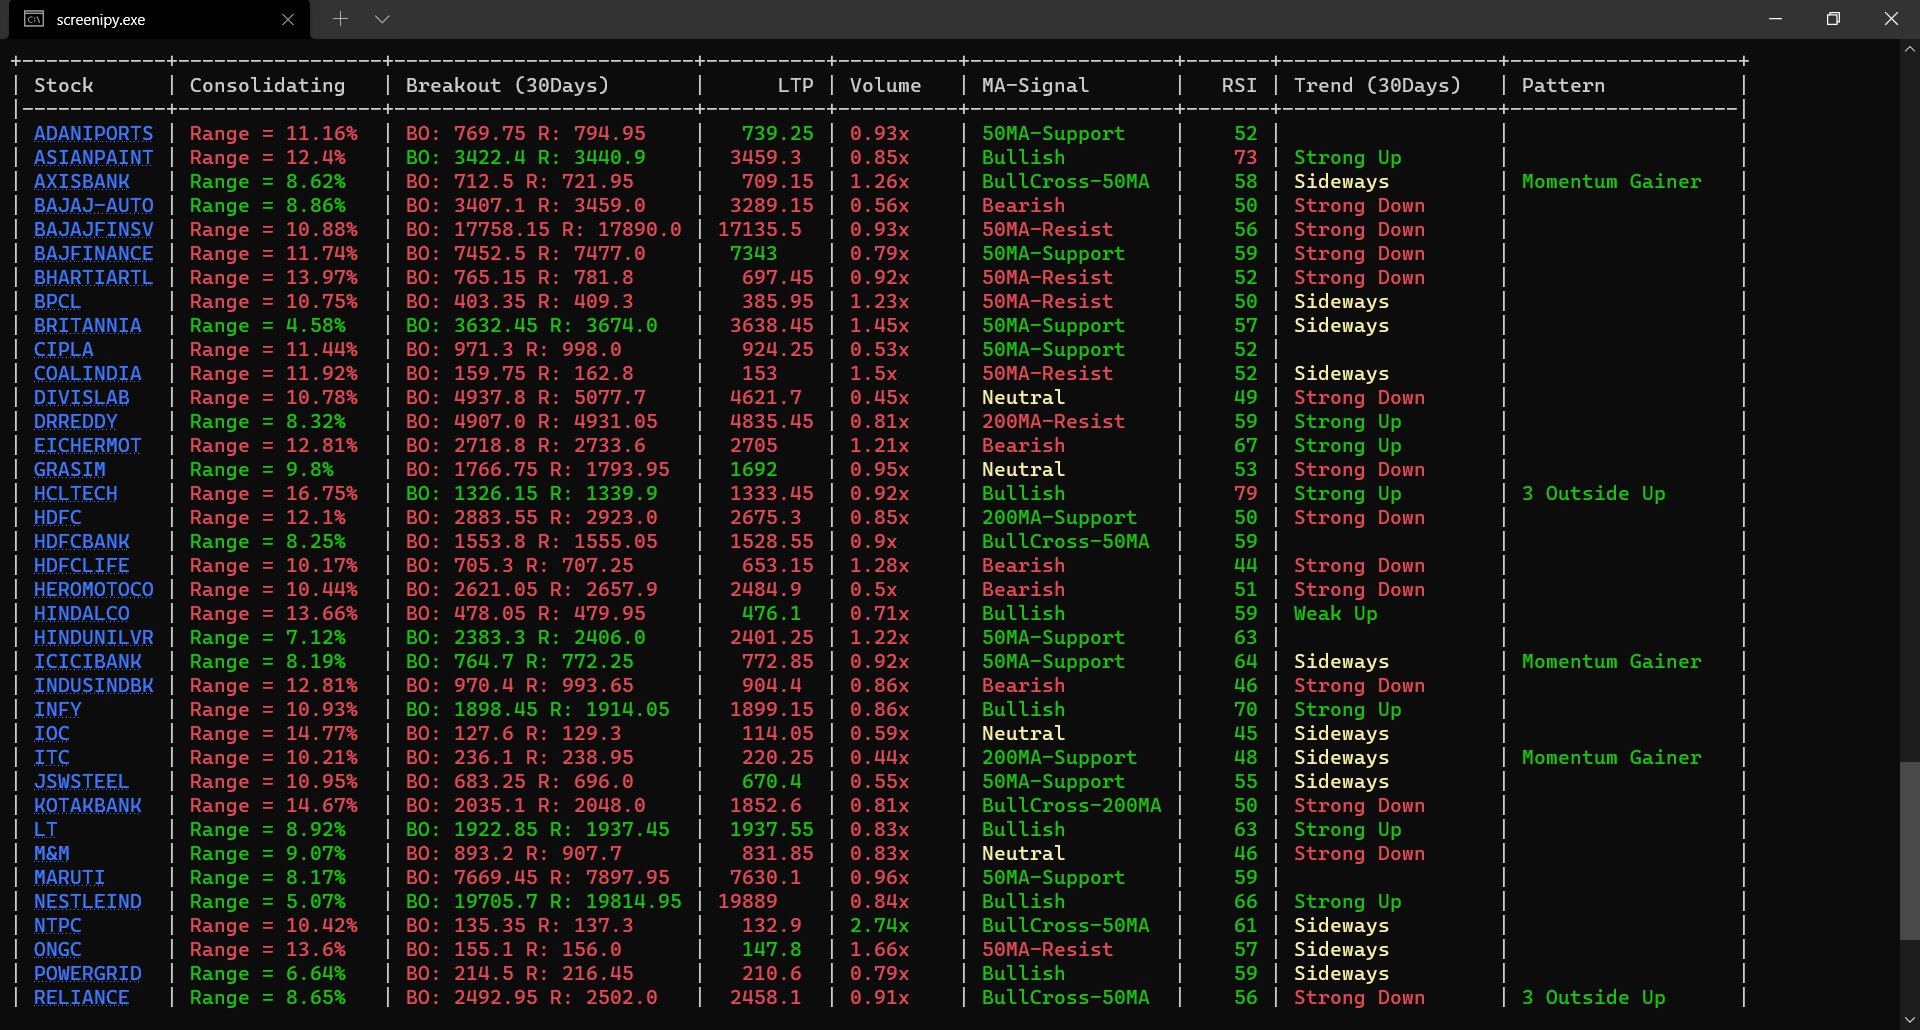 screenipy.exe
Stock | Consolidating | Breakout (30Days) | LTP | Volume | MA-Signal | RSI | Trend (30Days) | Pattern
ADANIPORTS | Range = 11.16% | BO: 769.75 R: 794.95 | 739.25 | 0.93x | 50MA-Support | 52 | |
ASIANPAINT | Range = 12.4% | BO: 3422.4 R: 3440.9 | 3459.3 | 0.85x | Bullish | 73 | Strong Up |
AXISBANK | Range = 8.62% | BO: 712.5 R: 721.95 | 709.15 | 1.26x | BullCross-50MA | 58 | Sideways | Momentum Gainer
BAJAJ-AUTO | Range = 8.86% | BO: 3407.1 R: 3459.0 | 3289.15 | 0.56x | Bearish | 50 | Strong Down |
BAJAJFINSV | Range = 10.88% | BO: 17758.15 R: 17890.0 | 17135.5 | 0.93x | 50MA-Resist | 56 | Strong Down |
BAJFINANCE | Range = 11.74% | BO: 7452.5 R: 7477.0 | 7343 | 0.79x | 50MA-Support | 59 | Strong Down |
BHARTIARTL | Range = 13.97% | BO: 765.15 R: 781.8 | 697.45 | 0.92x | 50MA-Resist | 52 | Strong Down |
BPCL | Range = 10.75% | BO: 403.35 R: 409.3 | 385.95 | 1.23x | 50MA-Resist | 50 | Sideways |
BRITANNIA | Range = 4.58% | BO: 3632.45 R: 3674.0 | 3638.45 | 1.45x | 50MA-Support | 57 | Sideways |
CIPLA | Range = 11.44% | BO: 971.3 R: 998.0 | 924.25 | 0.53x | 50MA-Support | 52 | |
COALINDIA | Range = 11.92% | BO: 159.75 R: 162.8 | 153 | 1.5x | 50MA-Resist | 52 | Sideways |
DIVISLAB | Range = 10.78% | BO: 4937.8 R: 5077.7 | 4621.7 | 0.45x | Neutral | 49 | Strong Down |
DRREDDY | Range = 8.32% | BO: 4907.0 R: 4931.05 | 4835.45 | 0.81x | 200MA-Resist | 59 | Strong Up |
EICHERMOT | Range = 12.81% | BO: 2718.8 R: 2733.6 | 2705 | 1.21x | Bearish | 67 | Strong Up |
GRASIM | Range = 9.8% | BO: 1766.75 R: 1793.95 | 1692 | 0.95x | Neutral | 53 | Strong Down |
HCLTECH | Range = 16.75% | BO: 1326.15 R: 1339.9 | 1333.45 | 0.92x | Bullish | 79 | Strong Up | 3 Outside Up
HDFC | Range = 12.1% | BO: 2883.55 R: 2923.0 | 2675.3 | 0.85x | 200MA-Support | 50 | Strong Down |
HDFCBANK | Range = 8.25% | BO: 1553.8 R: 1555.05 | 1528.55 | 0.9x | BullCross-50MA | 59 | |
HDFCLIFE | Range = 10.17% | BO: 705.3 R: 707.25 | 653.15 | 1.28x | Bearish | 44 | Strong Down |
HEROMOTOCO | Range = 10.44% | BO: 2621.05 R: 2657.9 | 2484.9 | 0.5x | Bearish | 51 | Strong Down |
HINDALCO | Range = 13.66% | BO: 478.05 R: 479.95 | 476.1 | 0.71x | Bullish | 59 | Weak Up |
HINDUNILVR | Range = 7.12% | BO: 2383.3 R: 2406.0 | 2401.25 | 1.22x | 50MA-Support | 63 | |
ICICIBANK | Range = 8.19% | BO: 764.7 R: 772.25 | 772.85 | 0.92x | 50MA-Support | 64 | Sideways | Momentum Gainer
INDUSINDBK | Range = 12.81% | BO: 970.4 R: 993.65 | 904.4 | 0.86x | Bearish | 46 | Strong Down |
INFY | Range = 10.93% | BO: 1898.45 R: 1914.05 | 1899.15 | 0.86x | Bullish | 70 | Strong Up |
IOC | Range = 14.77% | BO: 127.6 R: 129.3 | 114.05 | 0.59x | Neutral | 45 | Sideways |
ITC | Range = 10.21% | BO: 236.1 R: 238.95 | 220.25 | 0.44x | 200MA-Support | 48 | Sideways | Momentum Gainer
JSWSTEEL | Range = 10.95% | BO: 683.25 R: 696.0 | 670.4 | 0.55x | 50MA-Support | 55 | Sideways |
KOTAKBANK | Range = 14.67% | BO: 2035.1 R: 2048.0 | 1852.6 | 0.81x | BullCross-200MA | 50 | Strong Down |
LT | Range = 8.92% | BO: 1922.85 R: 1937.45 | 1937.55 | 0.83x | Bullish | 63 | Strong Up |
M&M | Range = 9.07% | BO: 893.2 R: 907.7 | 831.85 | 0.83x | Neutral | 46 | Strong Down |
MARUTI | Range = 8.17% | BO: 7669.45 R: 7897.95 | 7630.1 | 0.96x | 50MA-Support | 59 | |
NESTLEIND | Range = 5.07% | BO: 19705.7 R: 19814.95 | 19889 | 0.84x | Bullish | 66 | Strong Up |
NTPC | Range = 10.42% | BO: 135.35 R: 137.3 | 132.9 | 2.74x | BullCross-50MA | 61 | Sideways |
ONGC | Range = 13.6% | BO: 155.1 R: 156.0 | 147.8 | 1.66x | 50MA-Resist | 57 | Sideways |
POWERGRID | Range = 6.64% | BO: 214.5 R: 216.45 | 210.6 | 0.79x | Bullish | 59 | Sideways |
RELIANCE | Range = 8.65% | BO: 2492.95 R: 2502.0 | 2458.1 | 0.91x | BullCross-50MA | 56 | Strong Down | 3 Outside Up